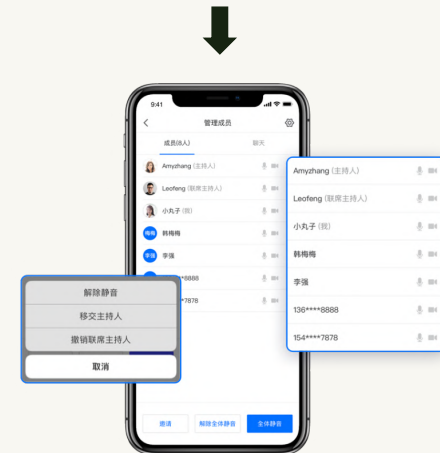 9:41
管理成员
成员(8人)
聊天
Amyzhang (主持人)
Leofeng (联席主持人)
小丸子 (我)
梅梅 韩梅梅
李强 李强
*8888
*7878
邀请
解除全体静音
全体静音
Amyzhang (主持人)
Leofeng (联席主持人)
小丸子 (我)
韩梅梅
李强
136****8888
154****7878
解除静音
移交主持人
撤销联席主持人
取消